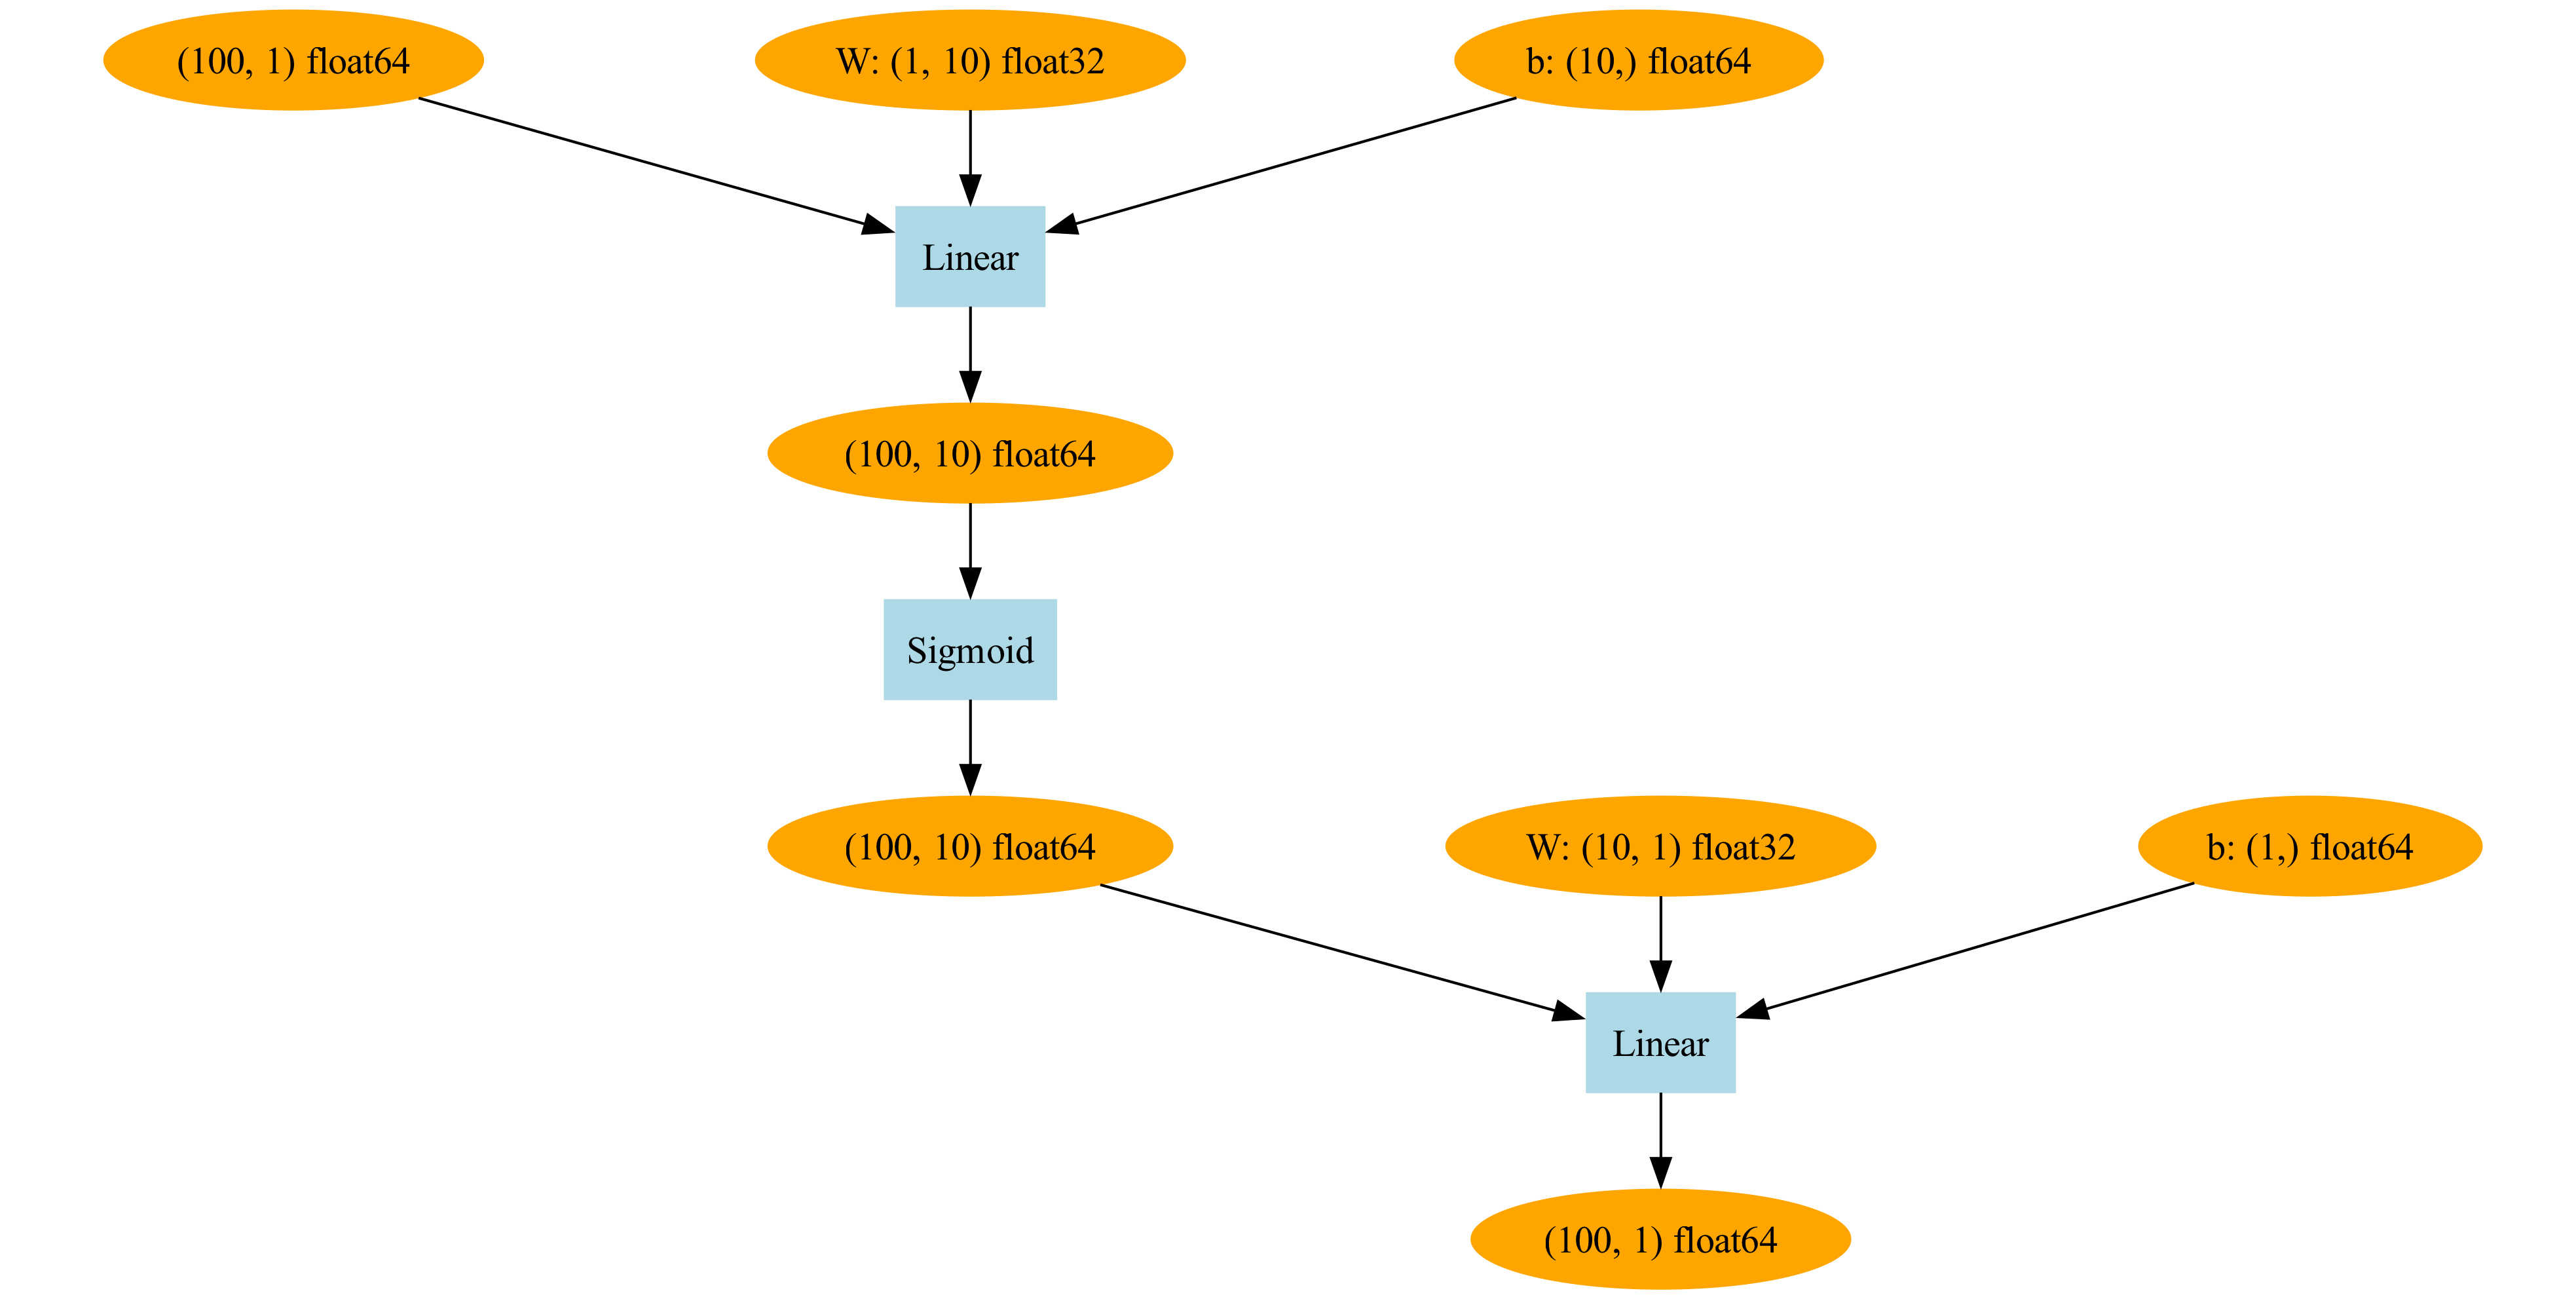 (100, 1) float64
W: (1, 10) float32
b: (10,) float64
Linear
(100, 10) float64
Sigmoid
(100, 10) float64
W: (10, 1) float32
b: (1,) float64
Linear
(100, 1) float64